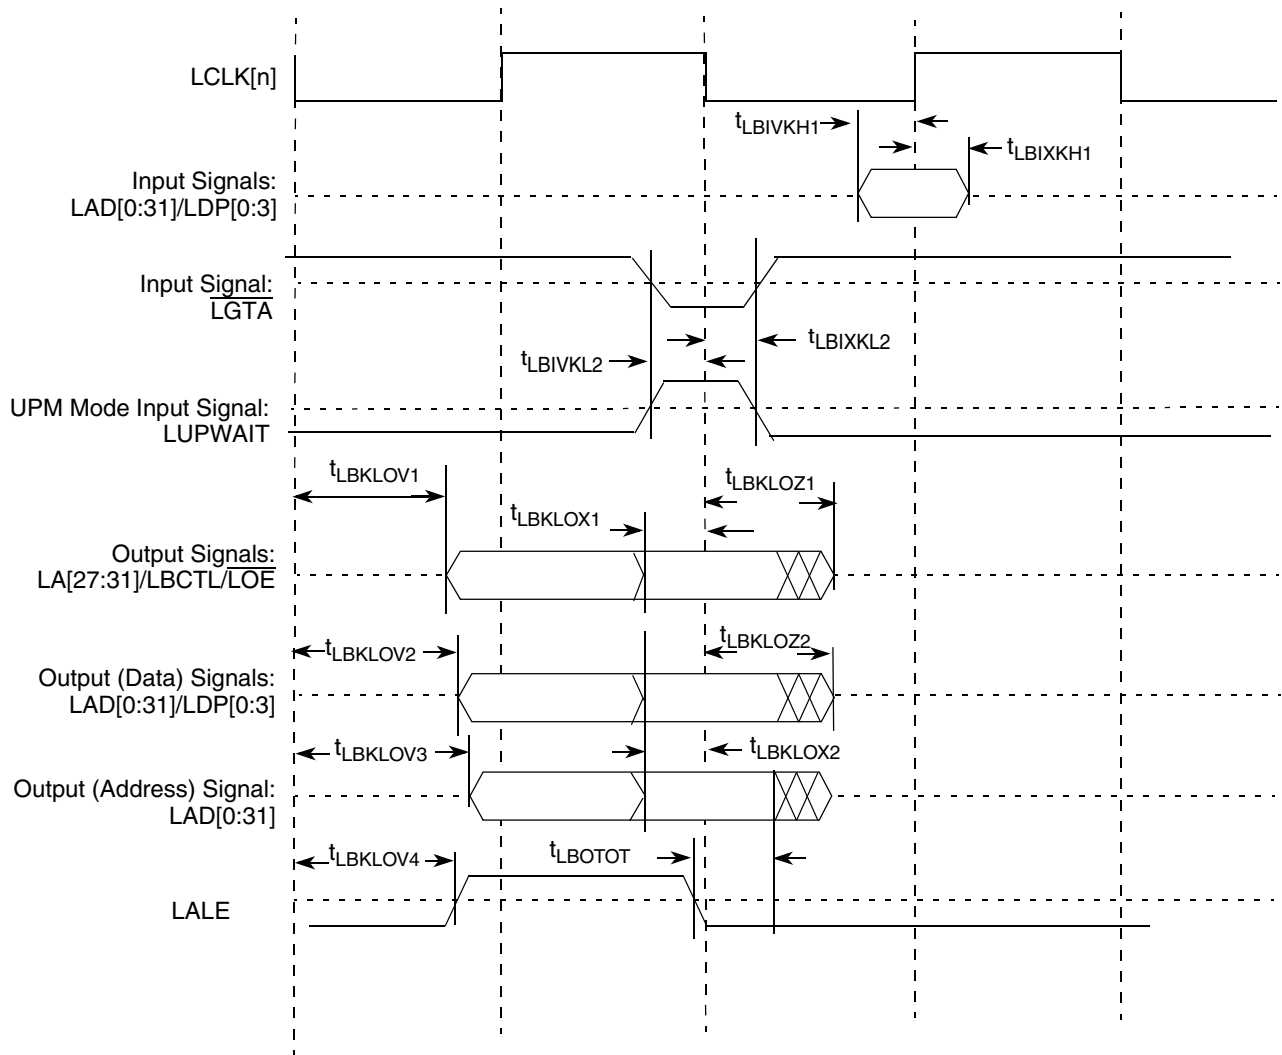 LCLK[n]
tLBIVKH1
tLBIXKH1
Input Signals:
LAD[0:31]/LDP[0:3]
Input Signal:
LGTA
tLBIXKL2
tLBIVKL2
UPM Mode Input Signal:
LUPWAIT
tLBKLOV1
tLBKLOZ1
tLBKLOX1
Output Signals:
LA[27:31]/LBCTL/LOE
tLBKLOV2
tLBKLOZ2
Output (Data) Signals:
LAD[0:31]/LDP[0:3]
tLBKLOV3
tLBKLOX2
Output (Address) Signal:
LAD[0:31]
tLBKLOV4
tLBOTOT
LALE